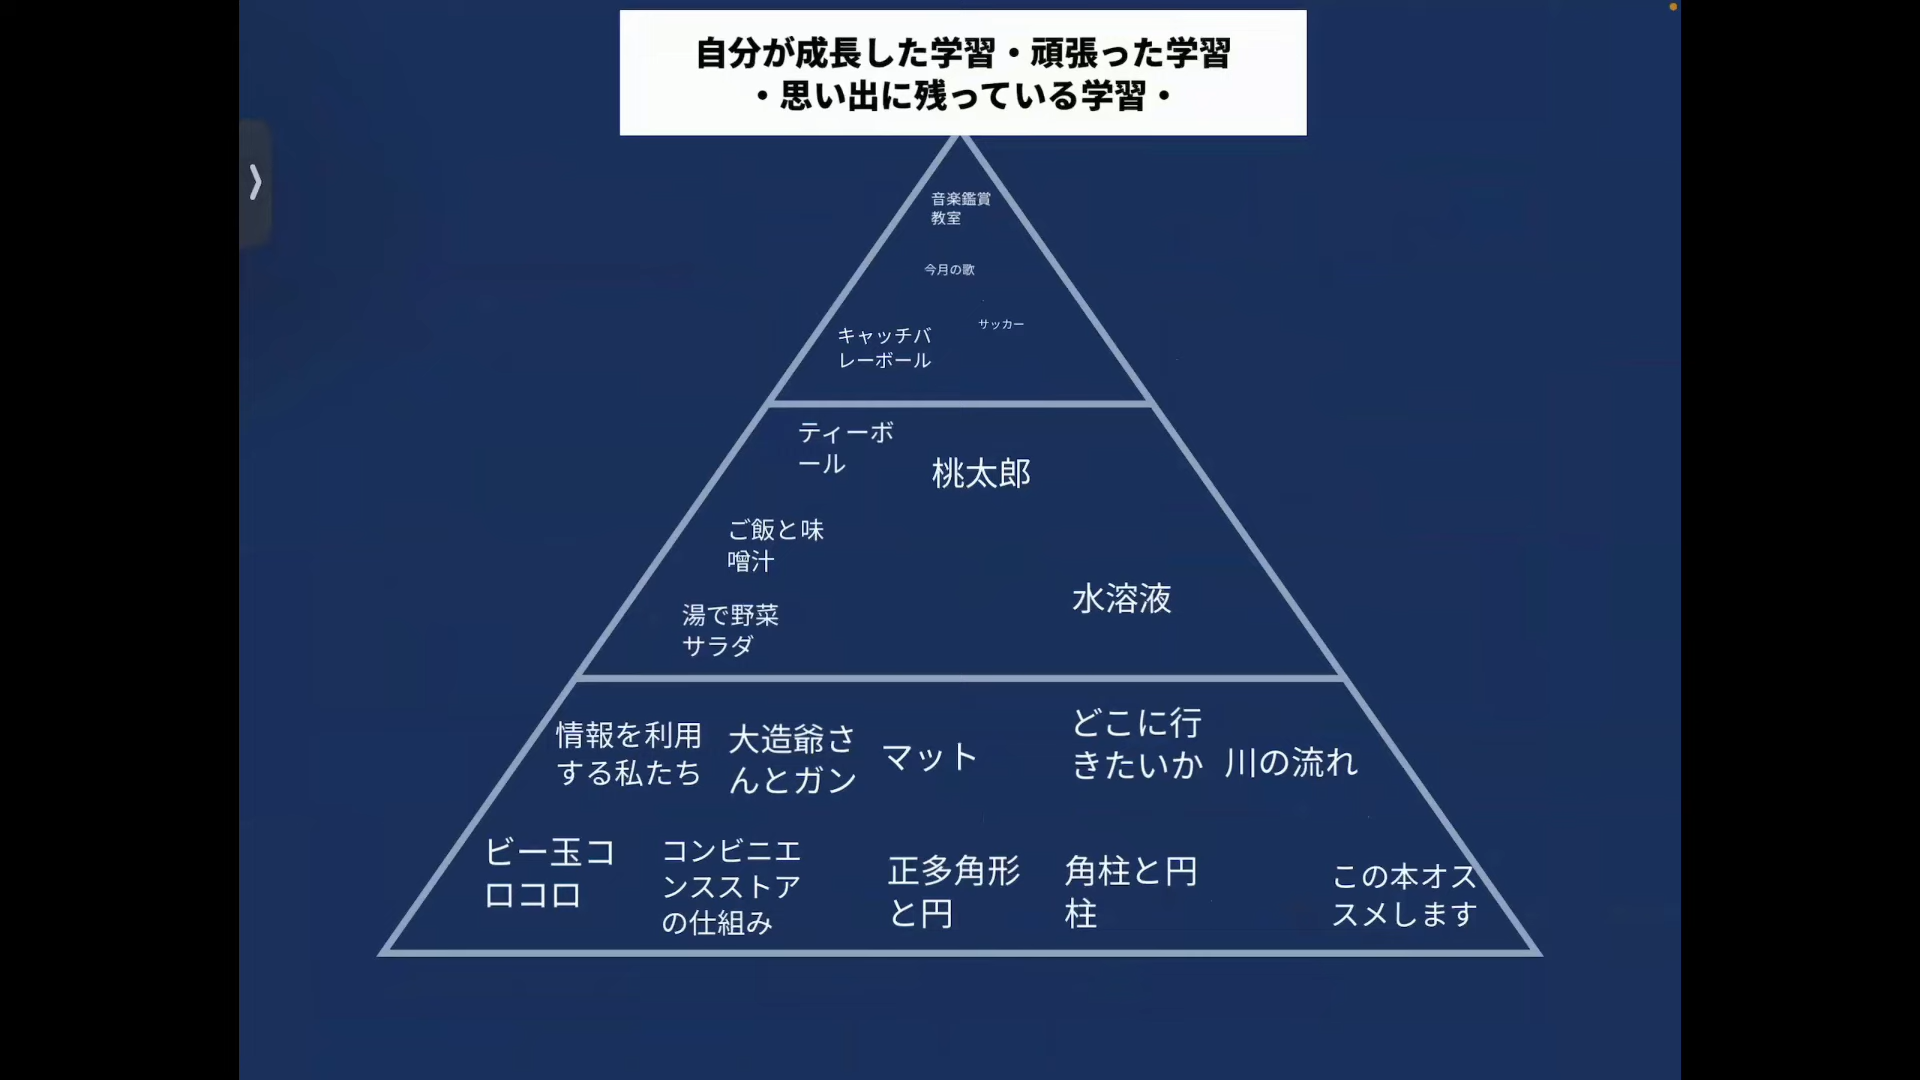 自分が成長した学習・頑張った学習
・思い出に残っている学習・
音楽鑑賞
教室
今月の歌
サッカー
キャッチバ
レーボール
ティーボ
ール
桃太郎
ご飯と味
噌汁
水溶液
湯で野菜
サラダ
情報を利用
する私たち
大造爺さ
んとガン
マット
どこに行
きたいか
川の流れ
ビー玉コ
ロコロ
コンビニエ
ンスストア
の仕組み
正多角形
と円
角柱と円
柱
この本オス
スメします